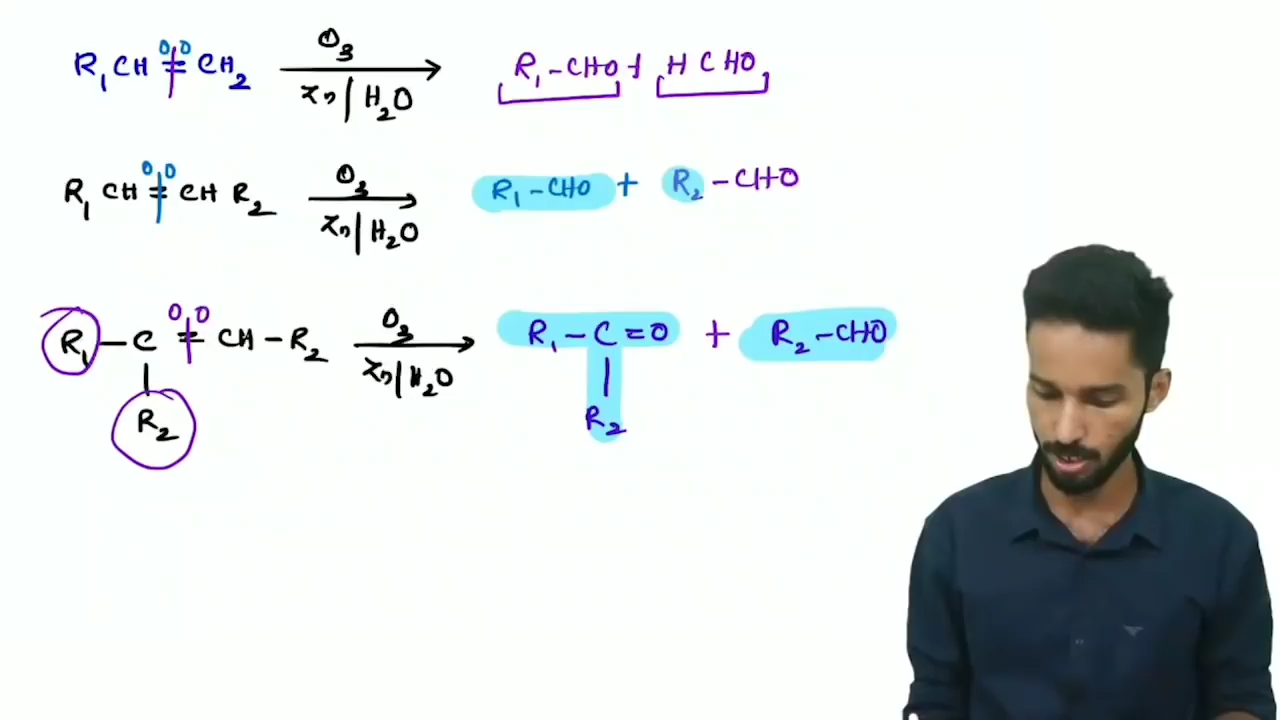 R₁CH=CH₂ O₃ Zn|H₂O R₁-CHO + HCHO
R₁CH=CHR₂ O₃ Zn|H₂O R₁-CHO + R₂-CHO
R₁-C=CH-R₂ O₃ Zn|H₂O R₁-C=O + R₂-CHO
R₂ R₂